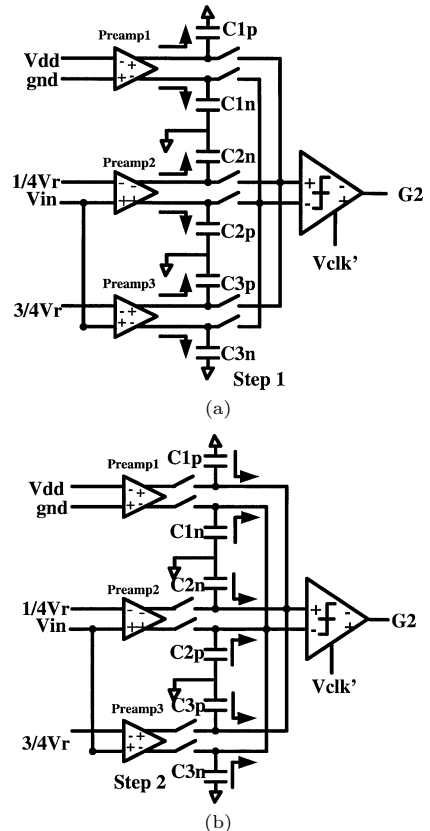 Preamp1
C1p
Vdd
- +
gnd
+ -
C1n
Preamp2
C2n
1/4Vr
- -
Vin
++
C2p
+ - G2
-
Vclk'
Preamp3
C3p
3/4Vr
- +
+ -
C3n
Step 1
(a)
Preamp1
C1p
Vdd
- +
gnd
+ -
C1n
Preamp2
C2n
1/4Vr
- -
Vin
++
C2p
+ - G2
- +
Vclk'
Preamp3
C3p
3/4Vr
- +
+ -
C3n
Step 2
(b)